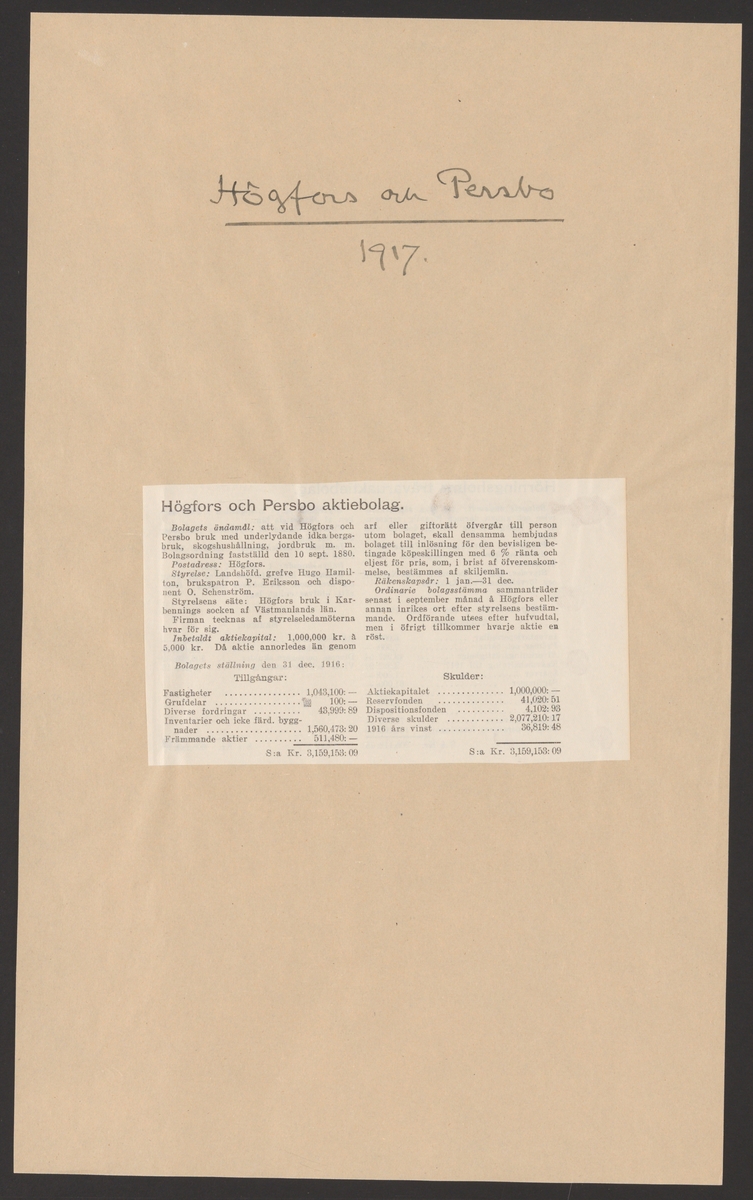 Högfors och Persbo
1917.
Högfors och Persbo aktiebolag.
Bolagets ändamål: att vid Högfors och
Persbo bruk med underlydande idka bergs-
bruk, skogshushållning, jordbruk m. m.
Bolagsordning fastställd den 10 sept. 1880.
Postadress: Högfors.
Styrelse: Landshöfd. grefve Hugo Hamil-
ton, brukspatron P. Eriksson och dispo-
nent O. Schenström.
Styrelsens säte: Högfors bruk i Kar-
bennings socken af Västmanlands län.
Firman tecknas af styrelseledamöterna
hvar för sig.
Inbetaldt aktiekapital: 1,000,000 kr. à
5,000 kr. Då aktie annorledes än genom
arf eller giftorätt öfvergår till person
utom bolaget, skall densamma hembjudas
bolaget till inlösning för den bevisligen be-
tingade köpeskillingen med 6 % ränta och
eljest för pris, som, i brist af öfverenskom-
melse, bestämmes af skiljemän.
Räkenskapsår: 1 jan.—31 dec.
Ordinarie bolagsstämma sammanträder
senast i september månad å Högfors eller
annan inrikes ort efter styrelsens bestäm-
mande. Ordförande utses efter hufvudtal,
men i öfrigt tillkommer hvarje aktie en
röst.
Bolagets ställning den 31 dec. 1916:
Tillgångar:
Fastigheter ................ 1,043,100: —
Grufdelar .................. 100: —
Diverse fordringar .......... 43,999: 89
Inventarier och icke färd. bygg-
nader .................... 1,560,473: 20
Främmande aktier .......... 511,480: —
S:a Kr. 3,159,153: 09
Skulder:
Aktiekapitalet .............. 1,000,000: —
Reservfonden .............. 41,020: 51
Dispositionsfonden .......... 4,102: 93
Diverse skulder ............ 2,077,210: 17
1916 års vinst .............. 36,819: 48
S:a Kr. 3,159,153: 09